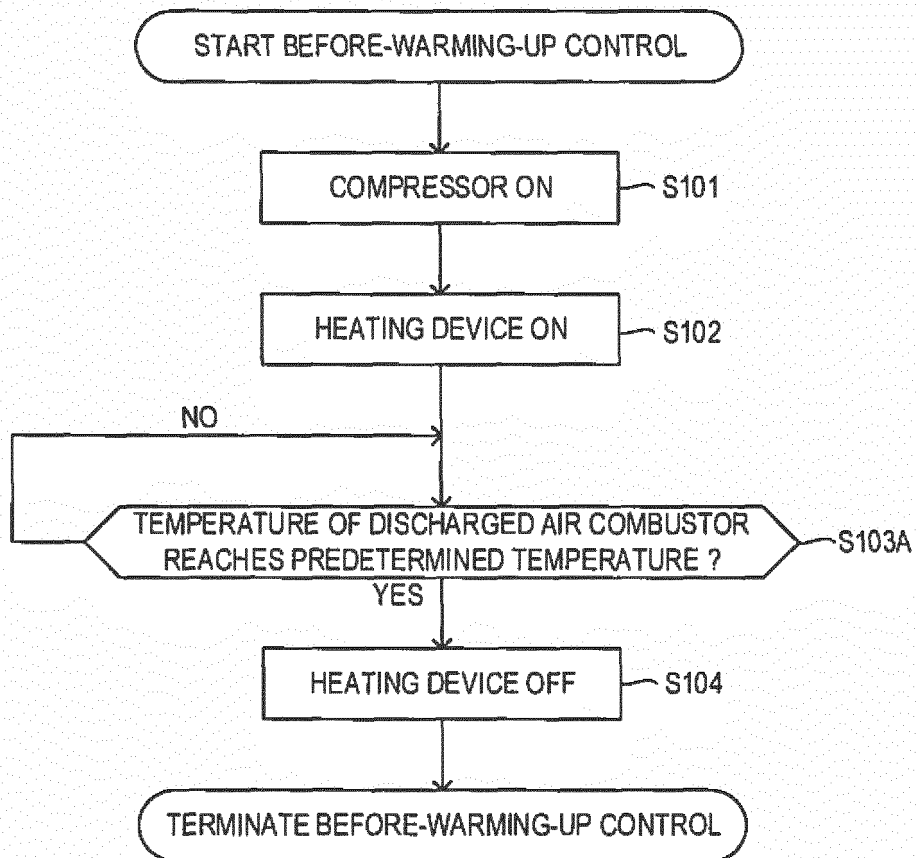 START BEFORE-WARMING-UP CONTROL
COMPRESSOR ON
S101
HEATING DEVICE ON
S102
NO
TEMPERATURE OF DISCHARGED AIR COMBUSTOR
REACHES PREDETERMINED TEMPERATURE ?
S103A
YES
HEATING DEVICE OFF
S104
TERMINATE BEFORE-WARMING-UP CONTROL